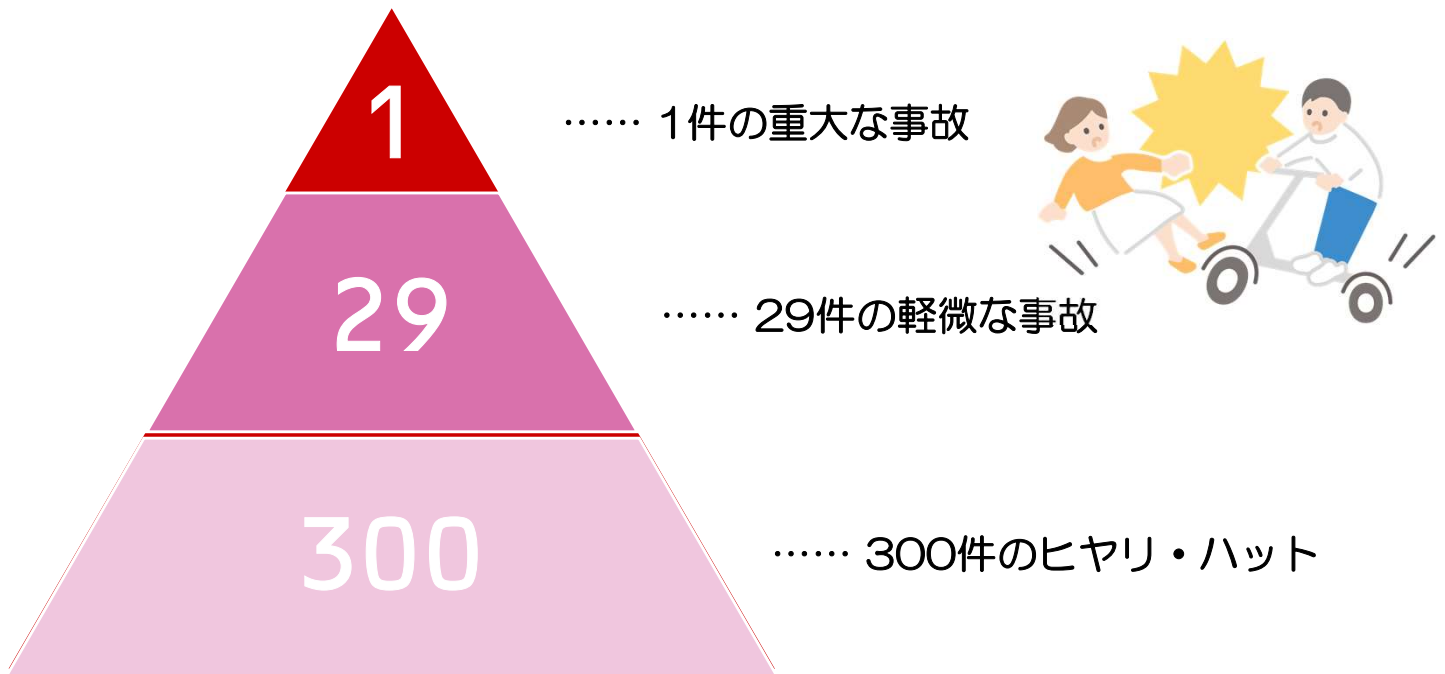 1
…… 1件の重大な事故
29
…… 29件の軽微な事故
300
…… 300件のヒヤリ・ハット